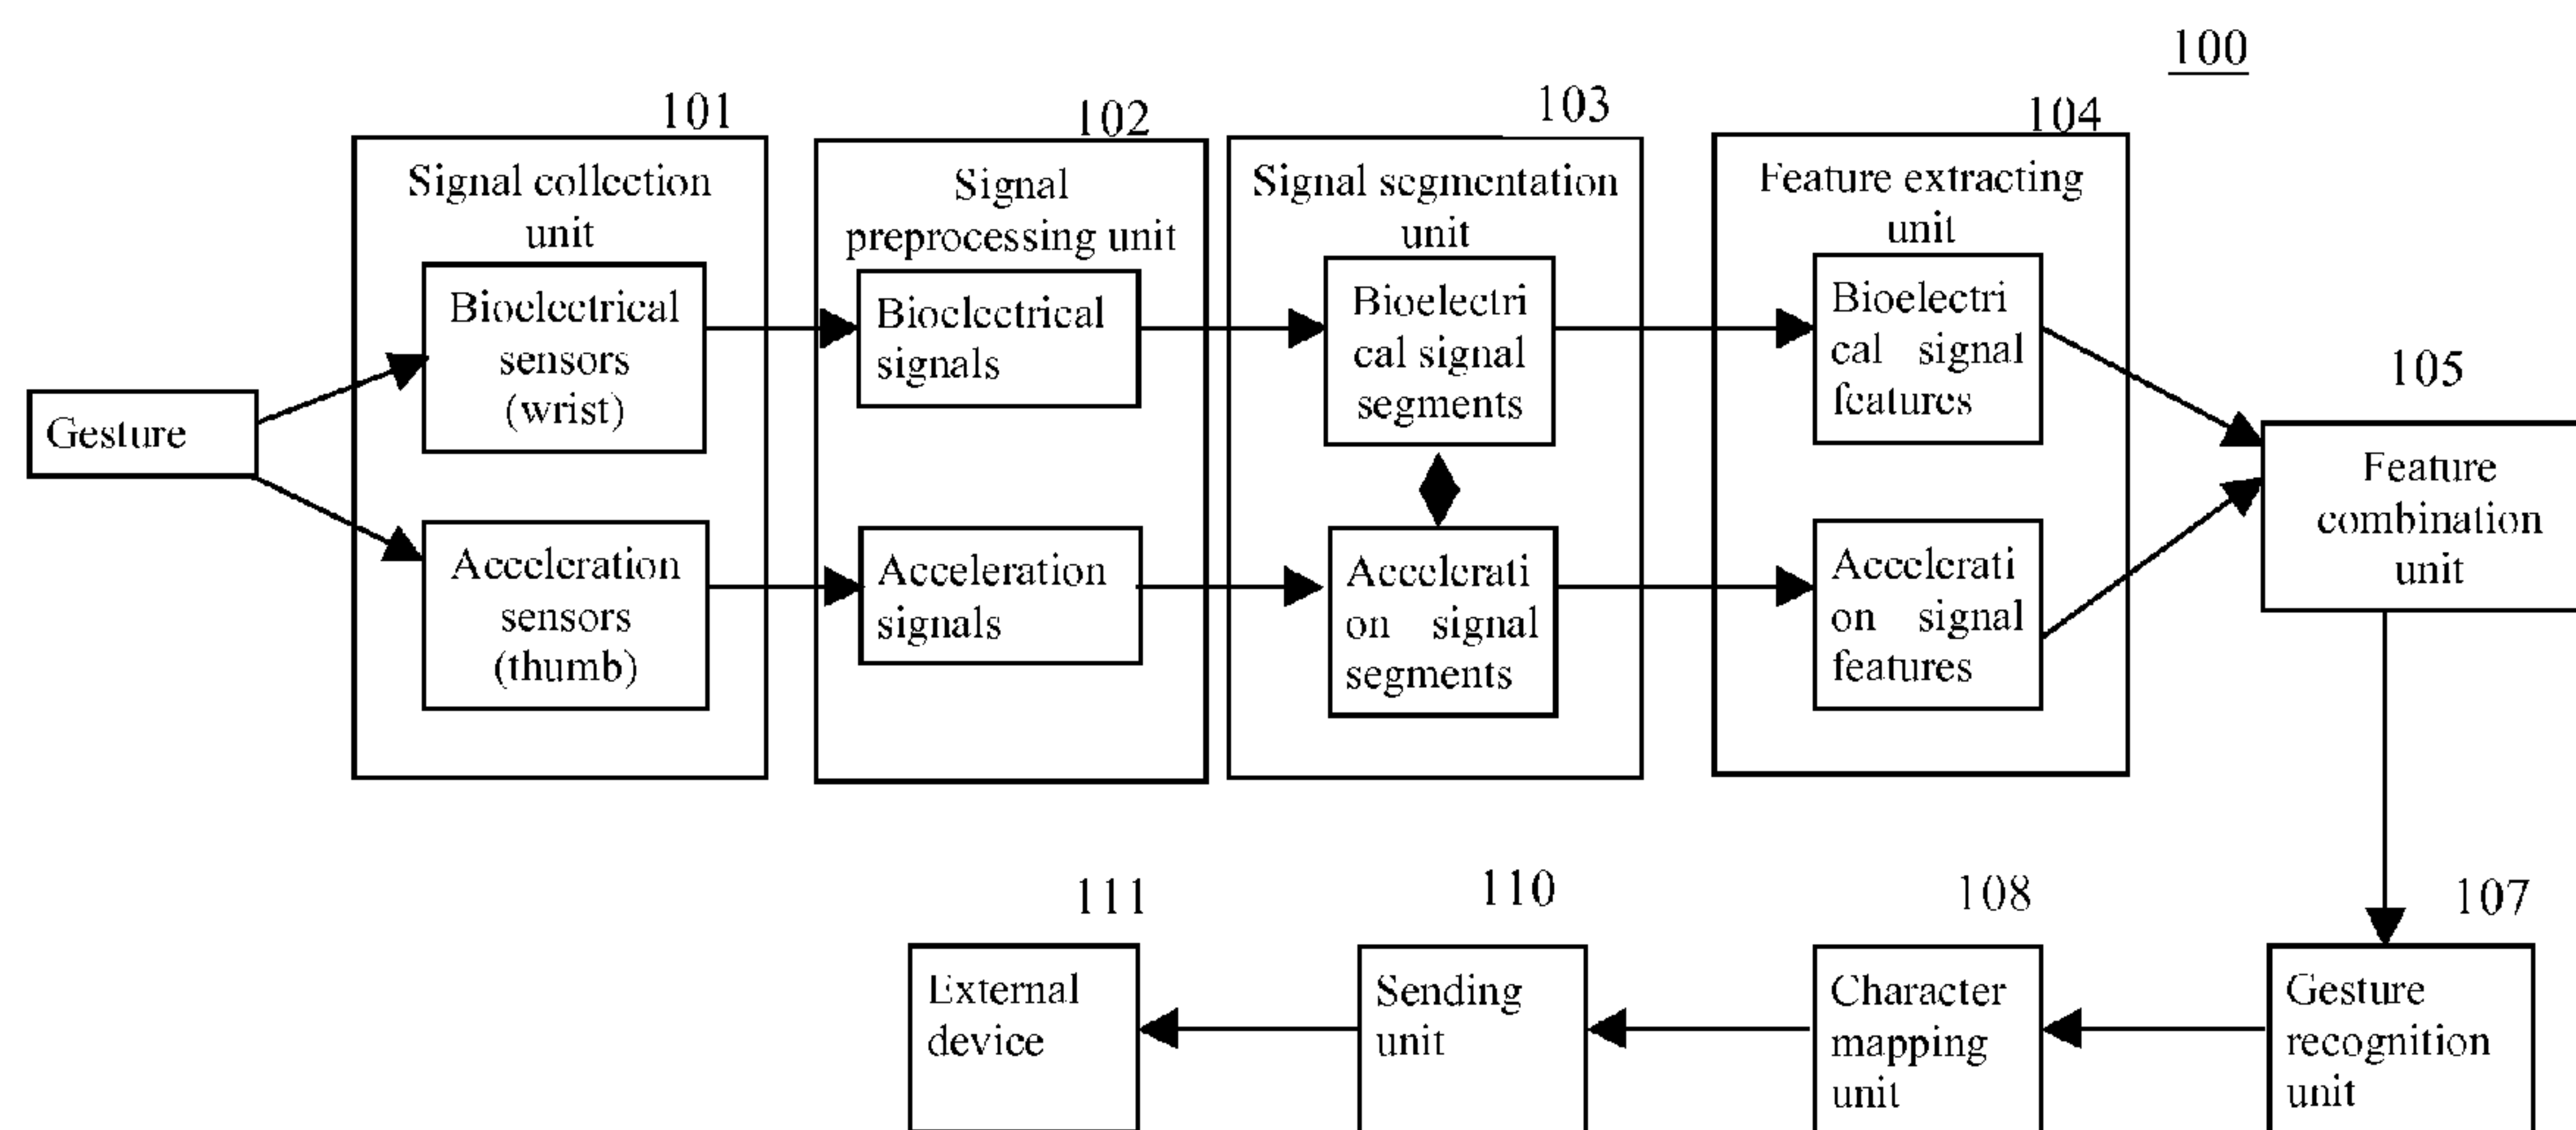 100
101
Signal collection
unit
Bioelectrical
sensors
(wrist)
Acceleration
sensors
(thumb)
Gesture
102
Signal
preprocessing unit
Bioelectrical
signals
Acceleration
signals
103
Signal segmentation
unit
Bioelectri
cal signal
segments
Accelerati
on signal
segments
104
Feature extracting
unit
Bioelectri
cal signal
features
Accelerati
on signal
features
105
Feature
combination
unit
107
Gesture
recognition
unit
108
Character
mapping
unit
110
Sending
unit
111
External
device